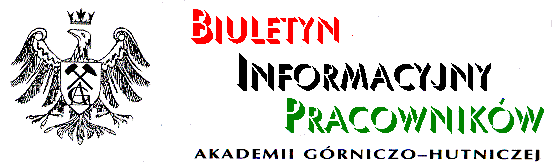 BIULETYN
INFORMACYJNY
PRACOWNIKÓW
AKADEMII GÓRNICZO-HUTNICZEJ